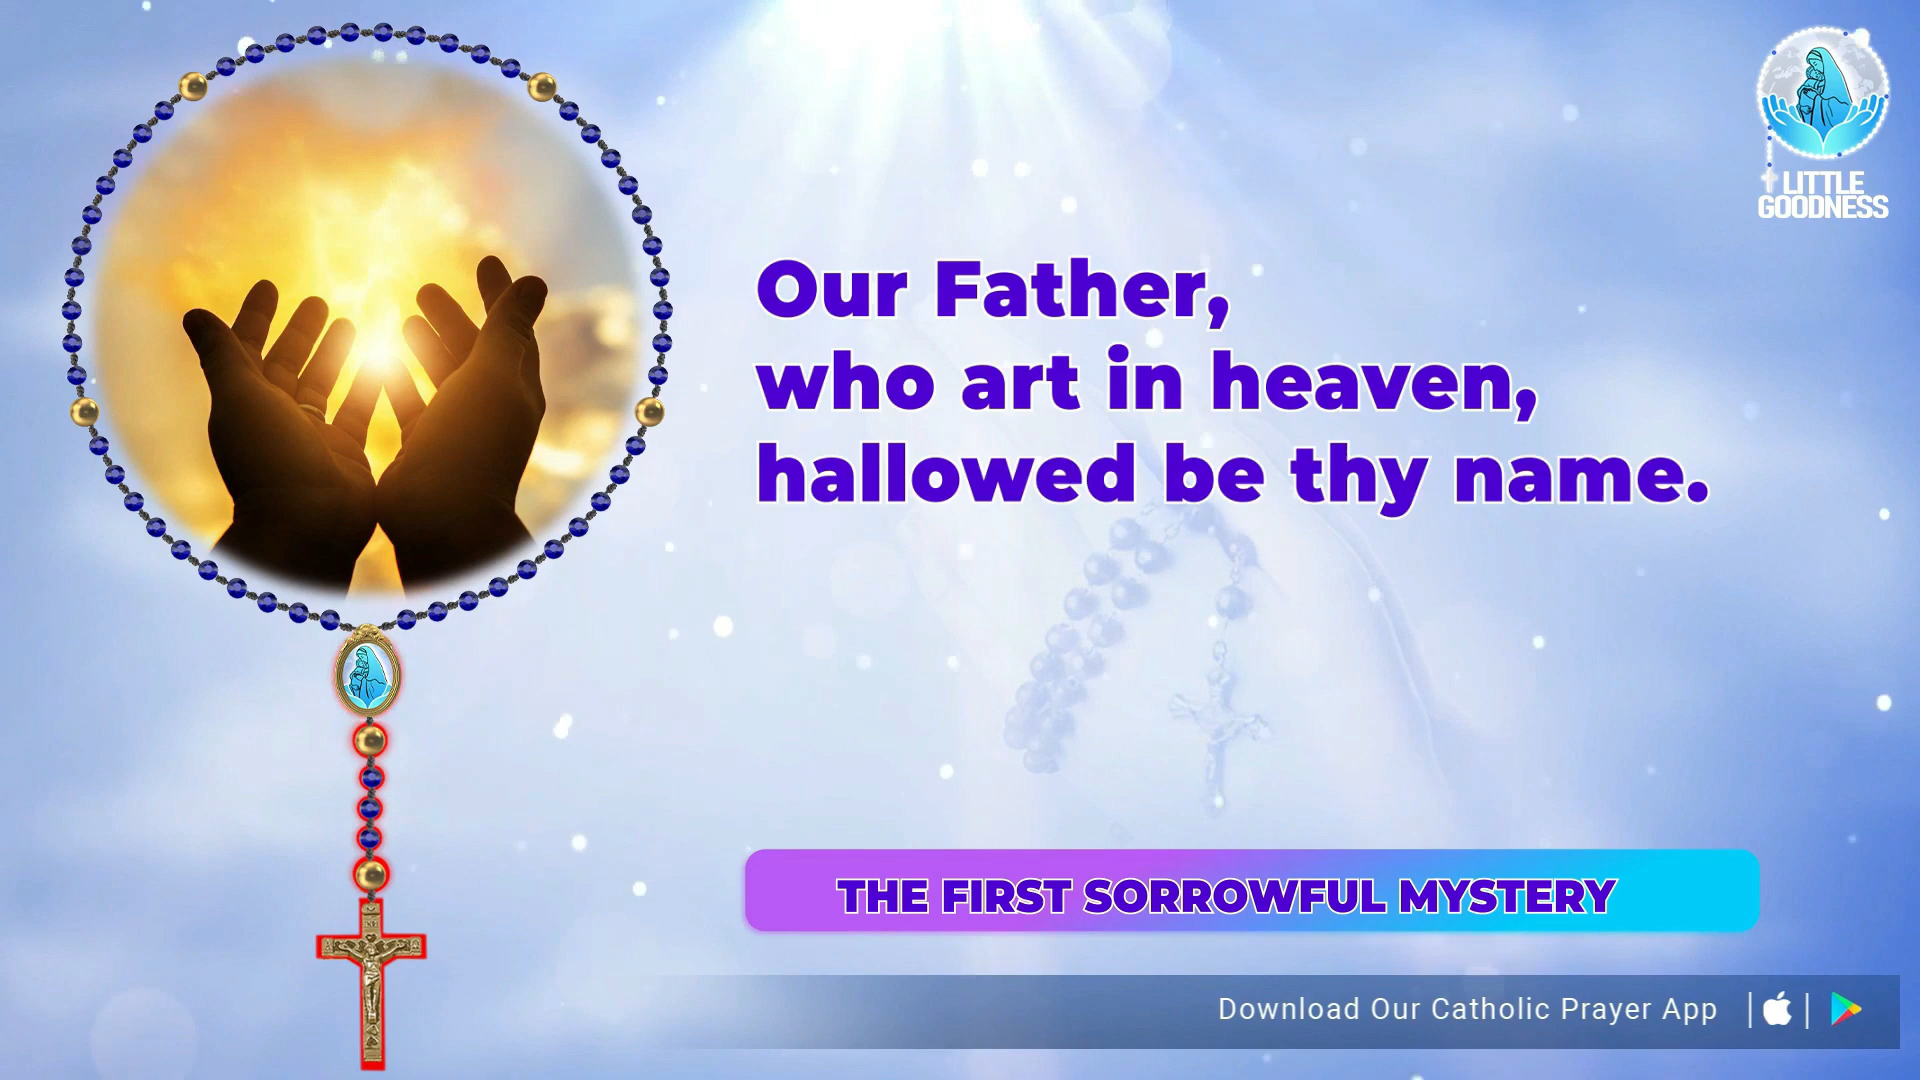 LITTLE
GOODNESS
Our Father,
who art in heaven,
hallowed be thy name.
THE FIRST SORROWFUL MYSTERY
Download Our Catholic Prayer App